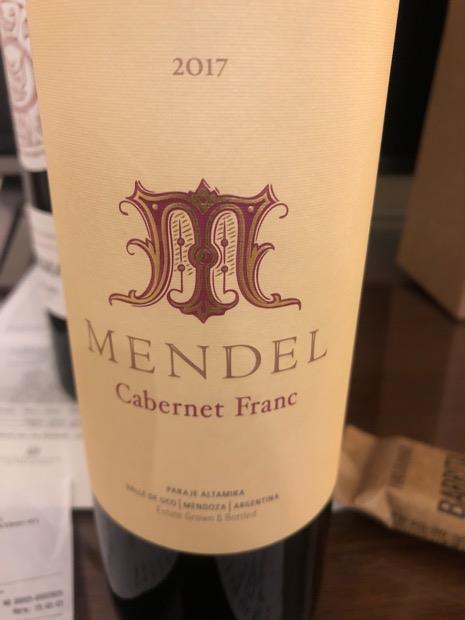 2017
M
MENDEL
Cabernet Franc
PARAJE ALTAMIRA
VALLE DE UCO | MENDOZA | ARGENTINA
Estate Grown & Bottled